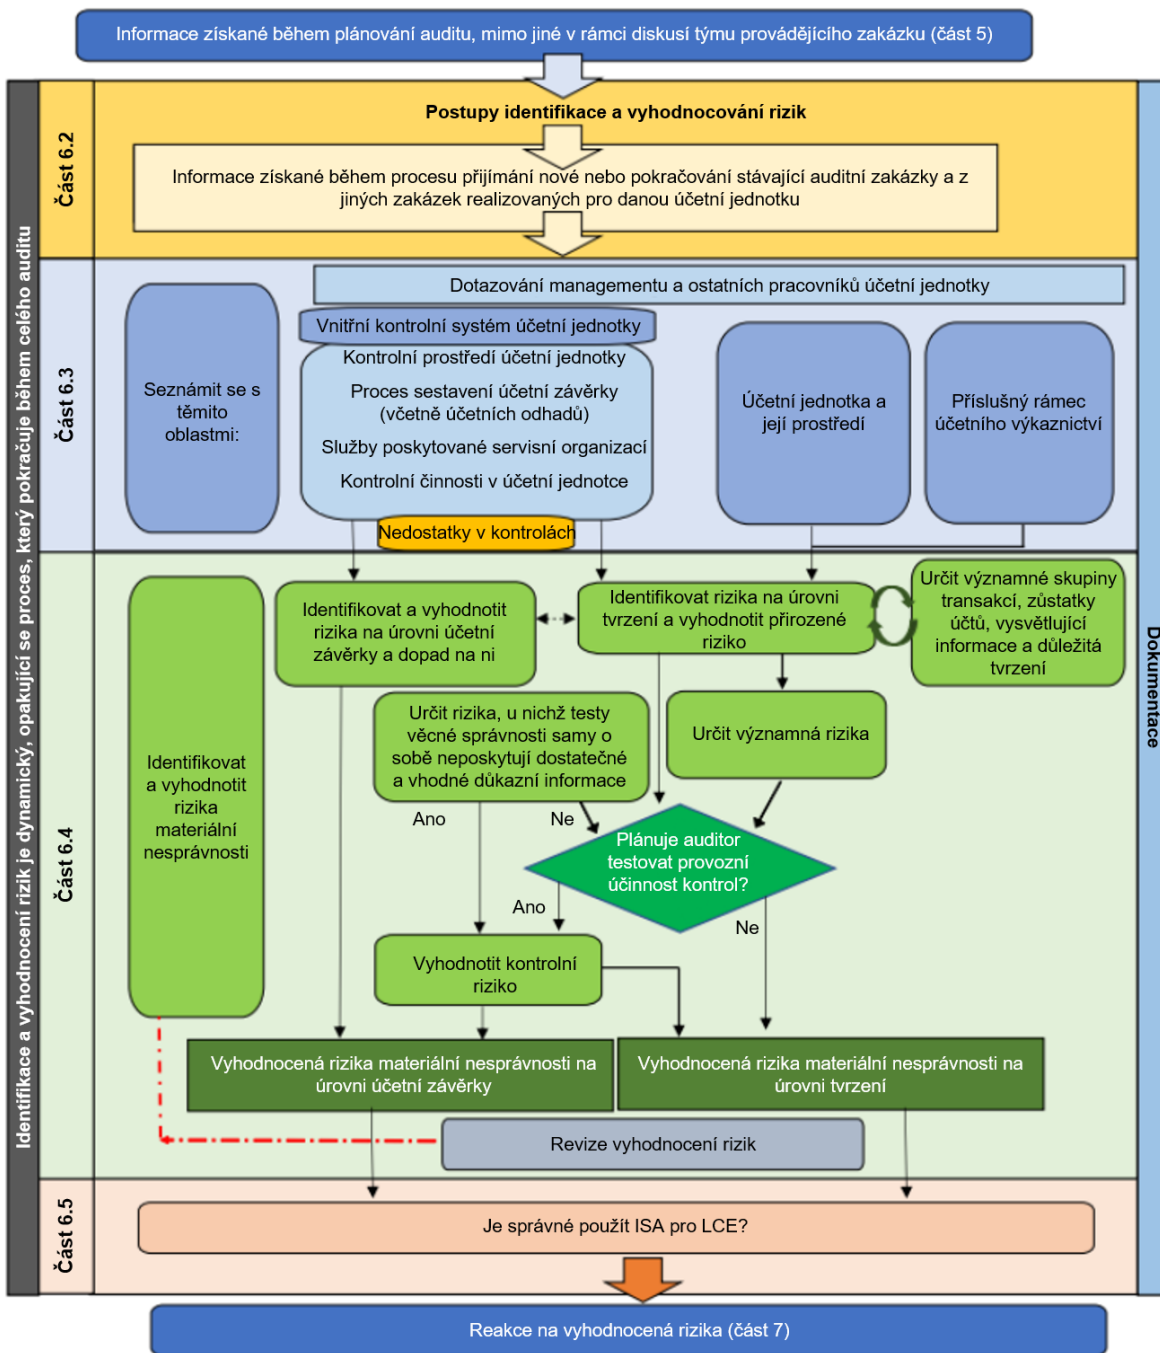 Informace získané během plánování auditu, mimo jiné v rámci diskusí týmu provádějícího zakázku (část 5)
Identifikace a vyhodnocení rizik je dynamický, opakující se proces, který pokračuje během celého auditu
Dokumentace
Část 6.2
Postupy identifikace a vyhodnocování rizik
Informace získané během procesu přijímání nové nebo pokračování stávající auditní zakázky a z
jiných zakázek realizovaných pro danou účetní jednotku
Část 6.3
Dotazování managementu a ostatních pracovníků účetní jednotky
Seznámit se s
těmito
oblastmi:
Vnitřní kontrolní systém účetní jednotky
Kontrolní prostředí účetní jednotky
Proces sestavení účetní závěrky
(včetně účetních odhadů)
Služby poskytované servisní organizací
Kontrolní činnosti v účetní jednotce
Nedostatky v kontrolách
Účetní jednotka a
její prostředí
Příslušný rámec
účetního výkaznictví
Část 6.4
Identifikovat
a vyhodnotit
rizika
materiální
nesprávnosti
Identifikovat a vyhodnotit
rizika na úrovni účetní
závěrky a dopad na ni
Identifikovat rizika na úrovni
tvrzení a vyhodnotit přirozené
riziko
Určit významné skupiny
transakcí, zůstatky
účtů, vysvětlující
informace a důležitá
tvrzení
Určit rizika, u nichž testy
věcné správnosti samy o
sobě neposkytují dostatečné
a vhodné důkazní informace
Určit významná rizika
Ano
Ne
Plánuje auditor
testovat provozní
účinnost kontrol?
Ano
Ne
Vyhodnotit kontrolní
riziko
Vyhodnocená rizika materiální nesprávnosti na
úrovni účetní závěrky
Vyhodnocená rizika materiální nesprávnosti na
úrovni tvrzení
Revize vyhodnocení rizik
Část 6.5
Je správné použít ISA pro LCE?
Reakce na vyhodnocená rizika (část 7)